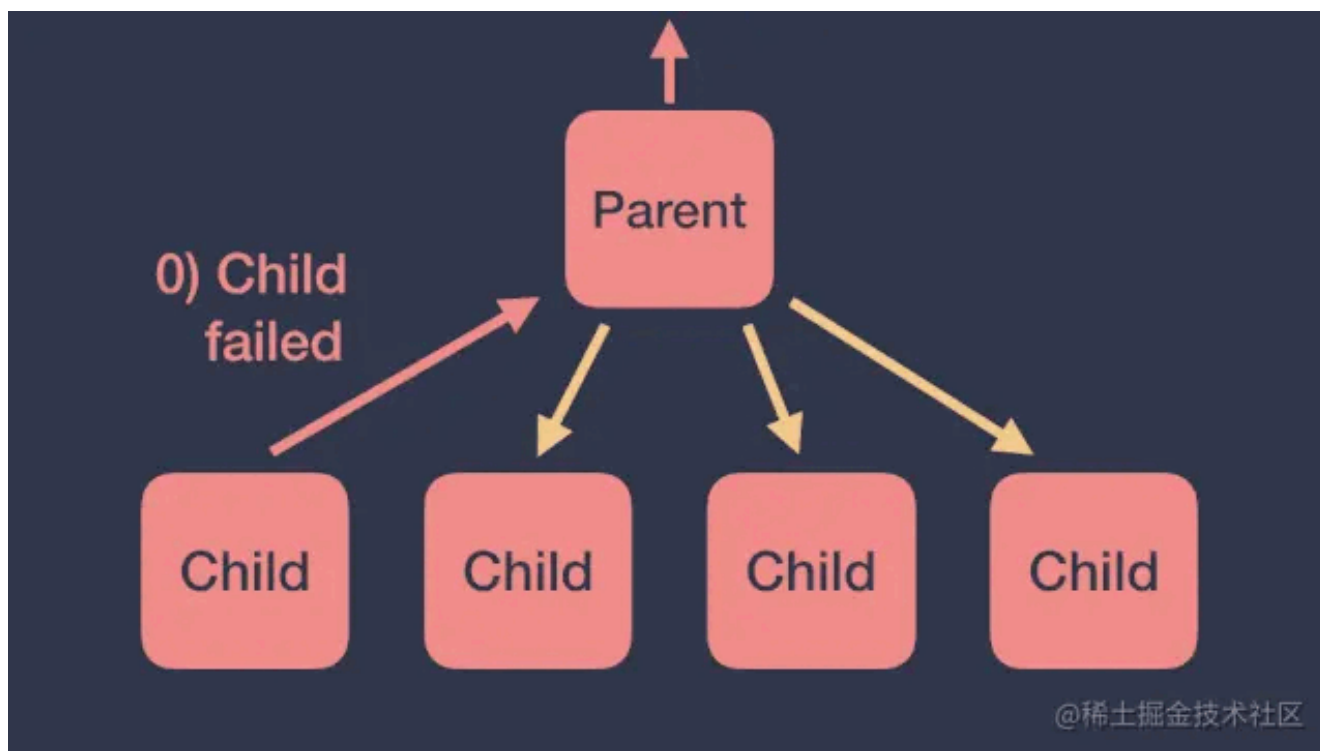 Parent
0) Child
failed
Child
Child
Child
Child
@稀土掘金技术社区